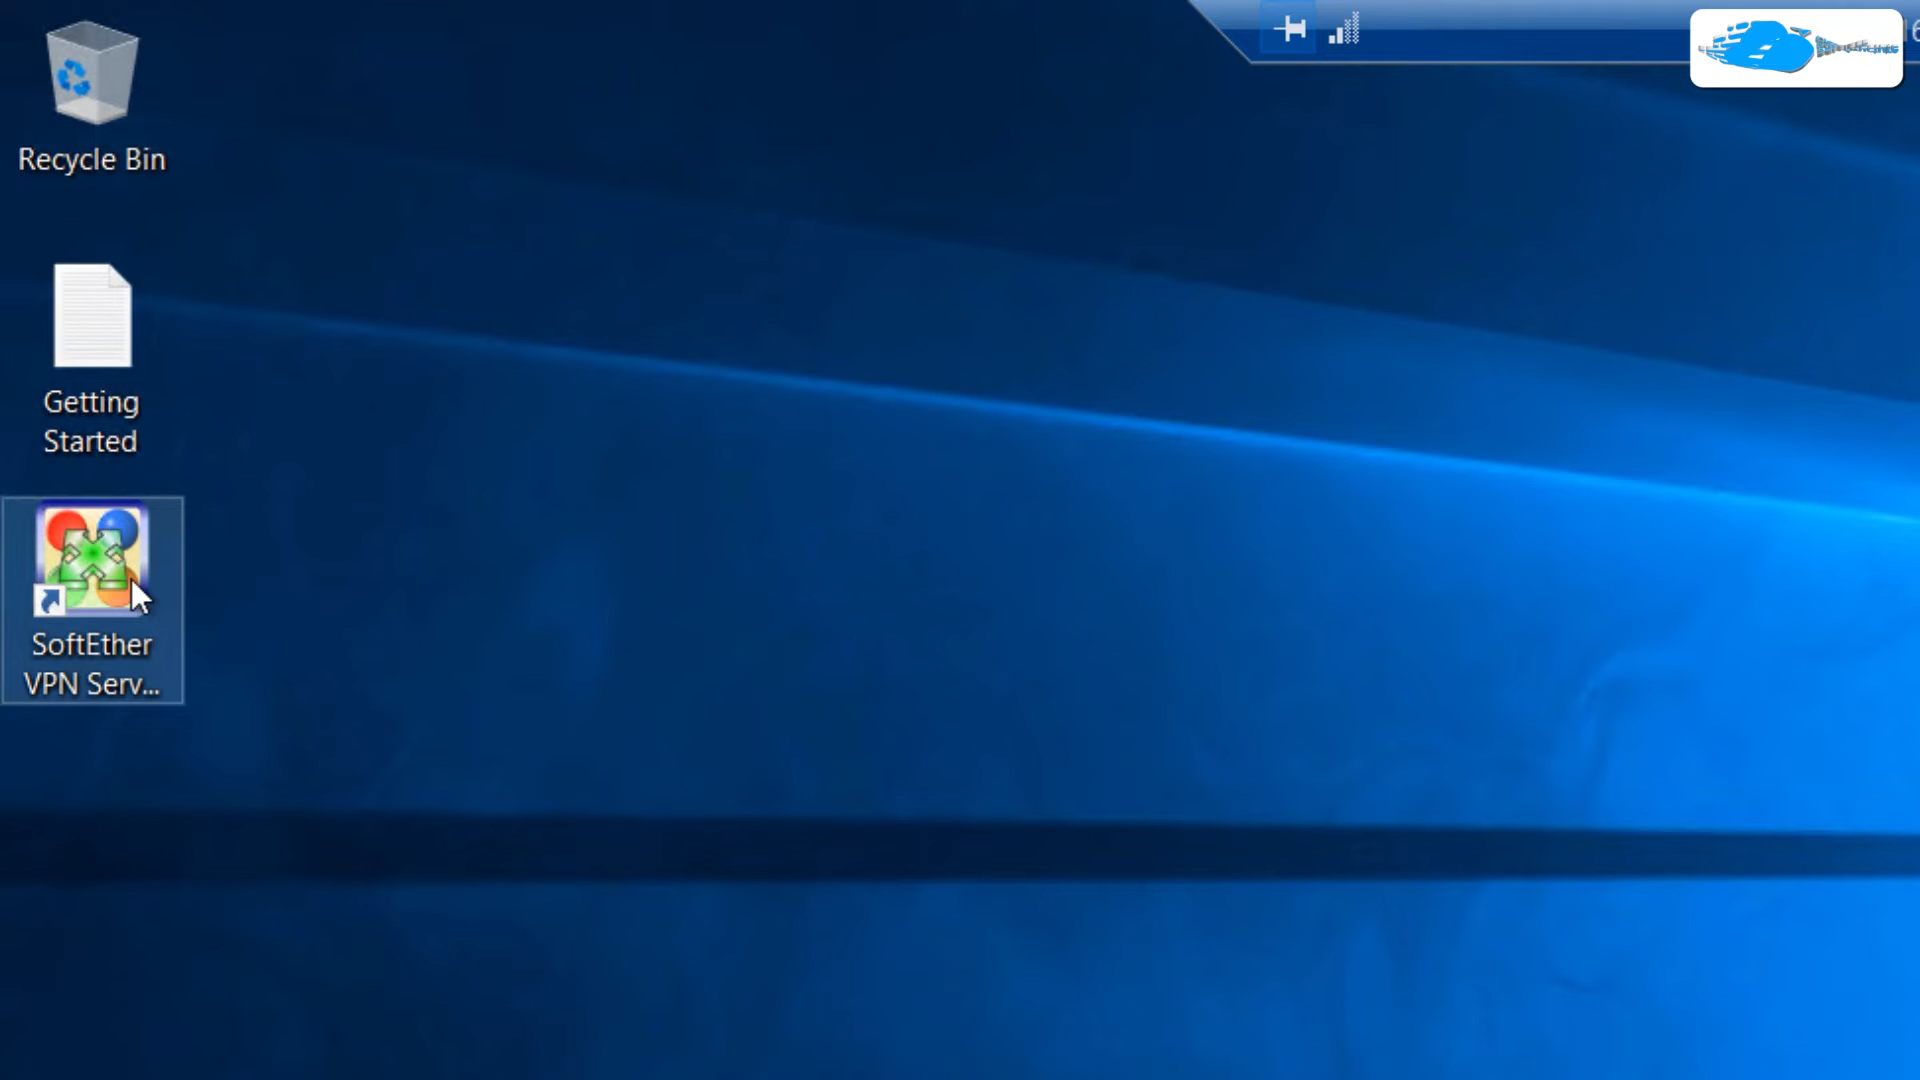 Recycle Bin
Getting
Started
SoftEther
VPN Serv...